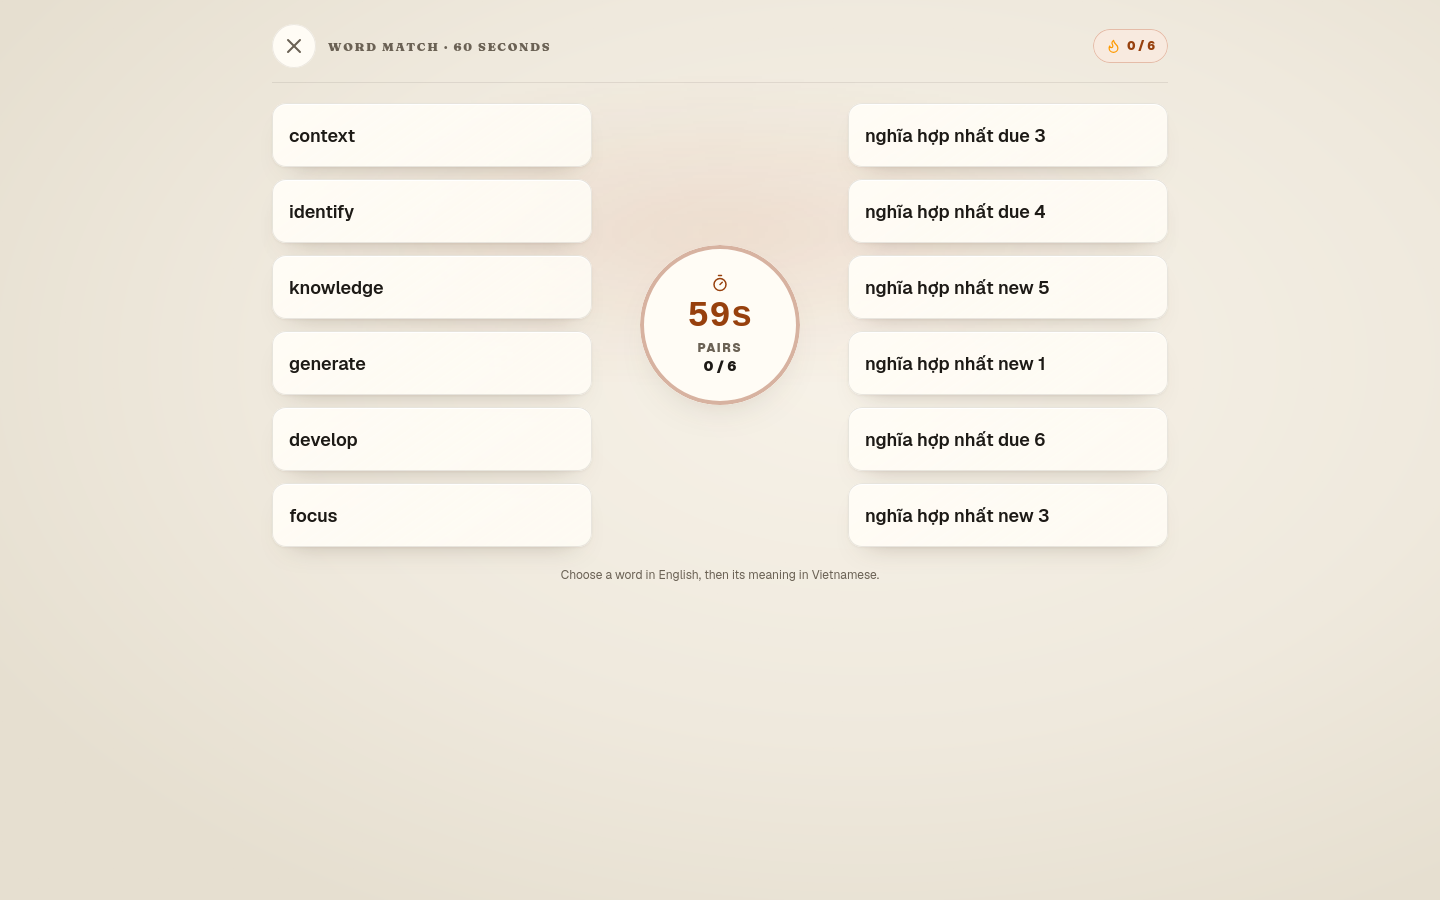 WORD MATCH · 60 SECONDS
0 / 6
context
identify
knowledge
generate
develop
focus
59s
PAIRS
0 / 6
nghĩa hợp nhất due 3
nghĩa hợp nhất due 4
nghĩa hợp nhất new 5
nghĩa hợp nhất new 1
nghĩa hợp nhất due 6
nghĩa hợp nhất new 3
Choose a word in English, then its meaning in Vietnamese.